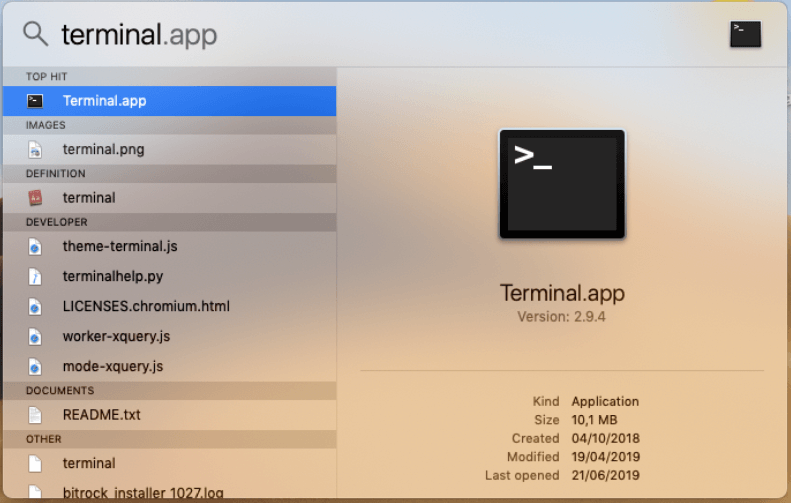 terminal.app
TOP HIT
Terminal.app
IMAGES
terminal.png
DEFINITION
terminal
DEVELOPER
theme-terminal.js
terminalhelp.py
LICENSES.chromium.html
worker-xquery.js
mode-xquery.js
DOCUMENTS
README.txt
OTHER
terminal
bitrock_installer_1027.log
>_
Terminal.app
Version: 2.9.4
Kind Application
Size 10,1 MB
Created 04/10/2018
Modified 19/04/2019
Last opened 21/06/2019